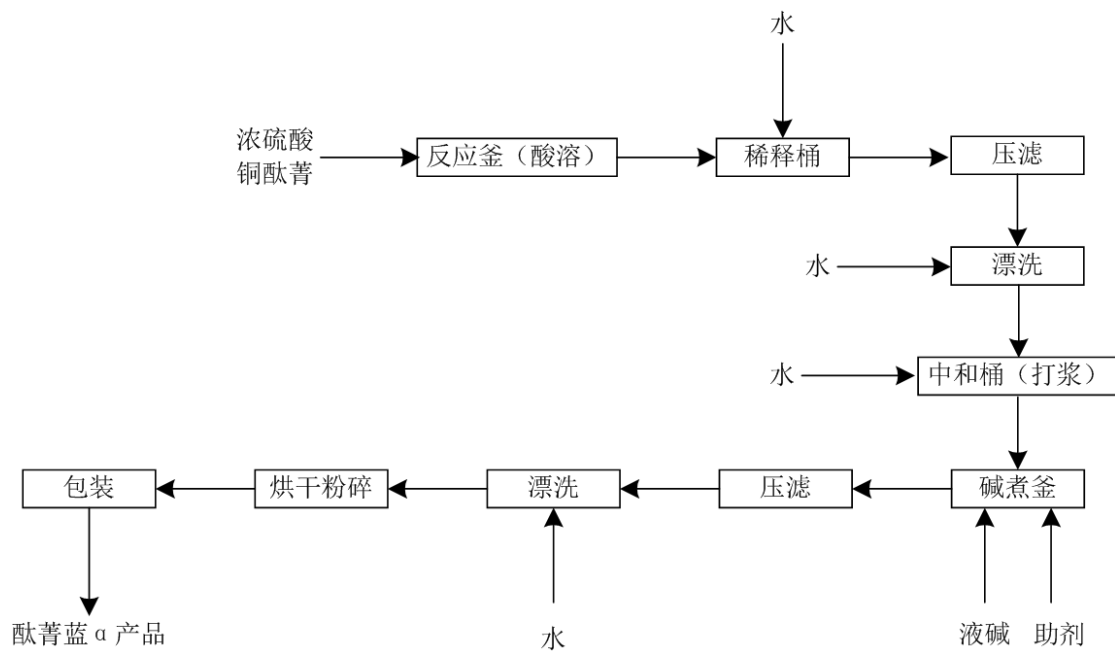 水
浓硫酸
铜酞菁
反应釜（酸溶）
稀释桶
压滤
水
漂洗
水
中和桶（打浆）
包装
烘干粉碎
漂洗
压滤
碱煮釜
酞菁蓝α产品
水
液碱
助剂